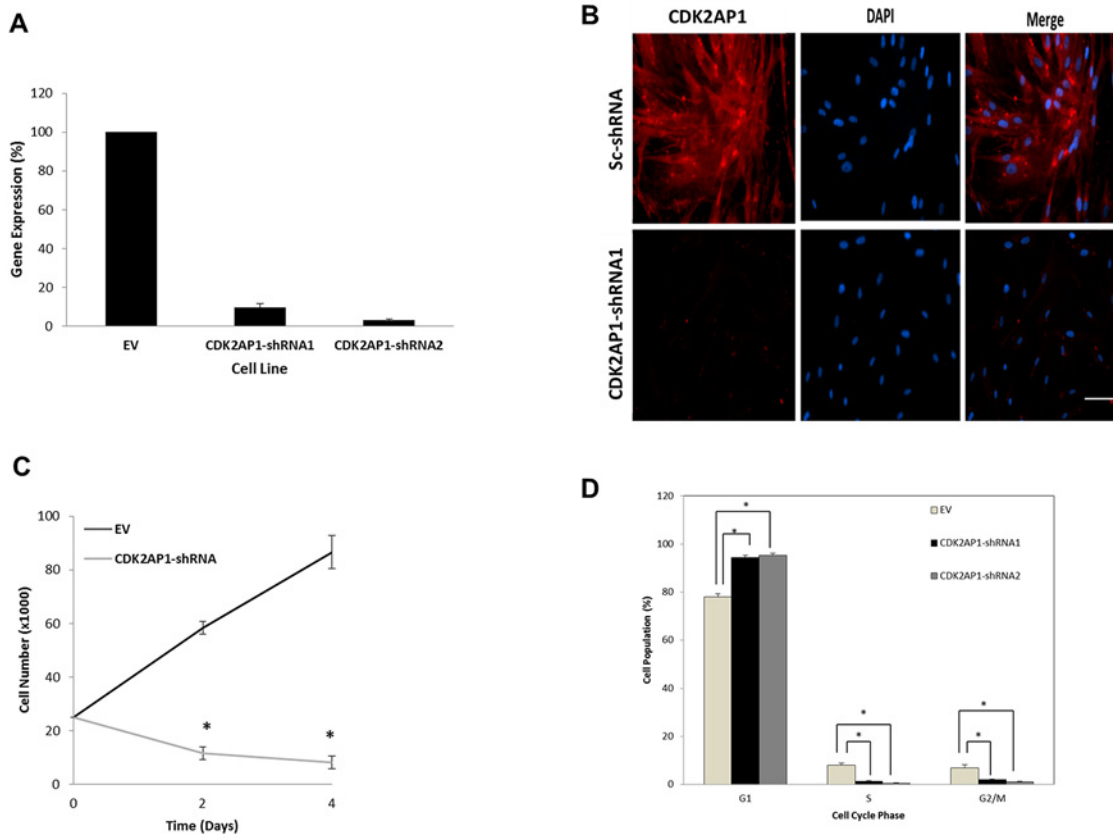 A
Gene Expression (%)
120
100
80
60
40
20
0
EV
CDK2AP1-shRNA1
CDK2AP1-shRNA2
Cell Line
B
CDK2AP1
DAPI
Merge
Sc-shRNA
CDK2AP1-shRNA1
C
Cell Number (x1000)
100
80
60
40
20
0
EV
CDK2AP1-shRNA
*
*
0
2
4
Time (Days)
D
Cell Population (%)
120
100
80
60
40
20
0
*
*
*
*
*
*
EV
CDK2AP1-shRNA1
CDK2AP1-shRNA2
G1
S
G2/M
Cell Cycle Phase